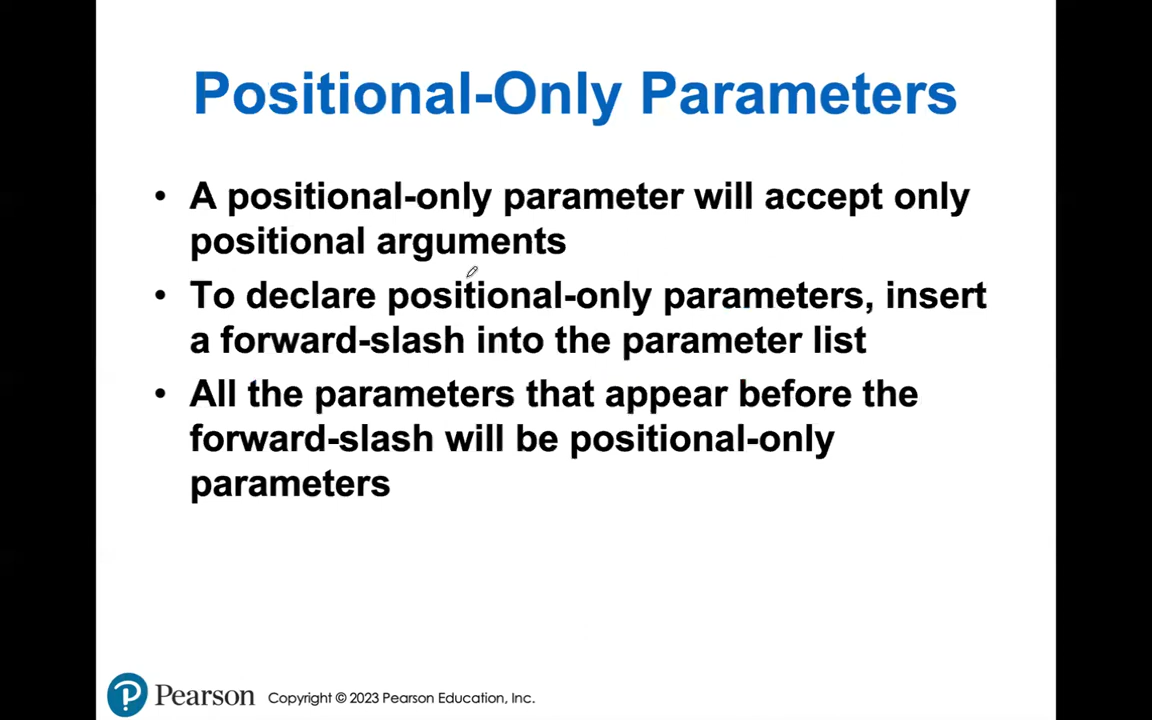 Positional-Only Parameters
• A positional-only parameter will accept only
positional arguments
• To declare positional-only parameters, insert
a forward-slash into the parameter list
• All the parameters that appear before the
forward-slash will be positional-only
parameters
Pearson Copyright © 2023 Pearson Education, Inc.